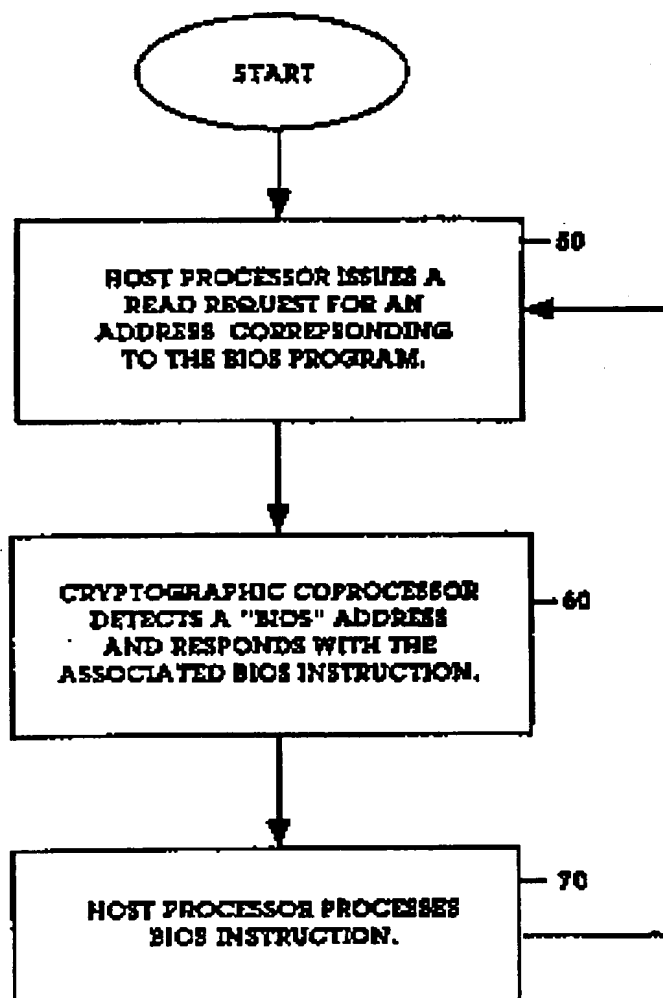 START
50
HOST PROCESSOR ISSUES A
READ REQUEST FOR AN
ADDRESS CORREPSONDING
TO THE BIOS PROGRAM.
CRYPTOGRAPHIC COPROCESSOR
DETECTS A "BIOS" ADDRESS
AND RESPONDS WITH THE
ASSOCIATED BIOS INSTRUCTION.
60
70
HOST PROCESSOR PROCESSES
BIOS INSTRUCTION.